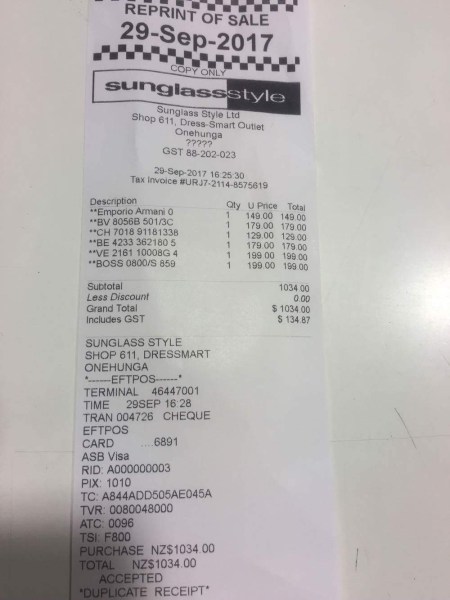 REPRINT OF SALE
29-Sep-2017
COPY ONLY
sunglassstyle
Sunglass Style Ltd
Shop 611, Dress-Smart Outlet
Onehunga
?????
GST 88-202-023
29-Sep-2017 16:25:30
Tax Invoice #URJ7-2114-8575619
Description Qty U Price Total
**Emporio Armani 0 1 149.00 149.00
**BV 8056B 501/3C 1 179.00 179.00
**CH 7018 91181338 1 129.00 129.00
**BE 4233 362180 5 1 179.00 179.00
**VE 2161 10008G 4 1 199.00 199.00
**BOSS 0800/S 859 1 199.00 199.00
Subtotal 1034.00
Less Discount 0.00
Grand Total $ 1034.00
Includes GST $ 134.87
SUNGLASS STYLE
SHOP 611, DRESSMART
ONEHUNGA
*------EFTPOS------*
TERMINAL 46447001
TIME 29SEP 16:28
TRAN 004726 CHEQUE
EFTPOS
CARD ....6891
ASB Visa
RID: A000000003
PIX: 1010
TC: A844ADD505AE045A
TVR: 0080048000
ATC: 0096
TSI: F800
PURCHASE NZ$1034.00
TOTAL NZ$1034.00
ACCEPTED
*DUPLICATE RECEIPT*